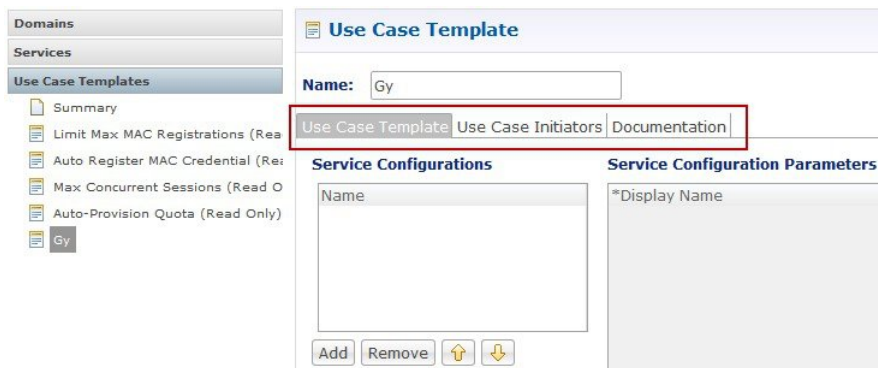 Domains
Services
Use Case Templates
Summary
Limit Max MAC Registrations (Rea
Auto Register MAC Credential (Rea
Max Concurrent Sessions (Read O
Auto-Provision Quota (Read Only)
Gy
Use Case Template
Name: Gy
Use Case Template Use Case Initiators Documentation
Service Configurations
Name
Add Remove
Service Configuration Parameters
*Display Name